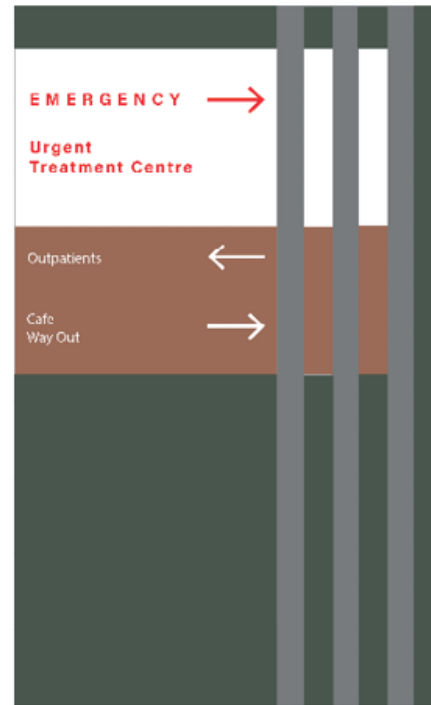 EMERGENCY →
Urgent
Treatment Centre
Outpatients ←
Cafe →
Way Out